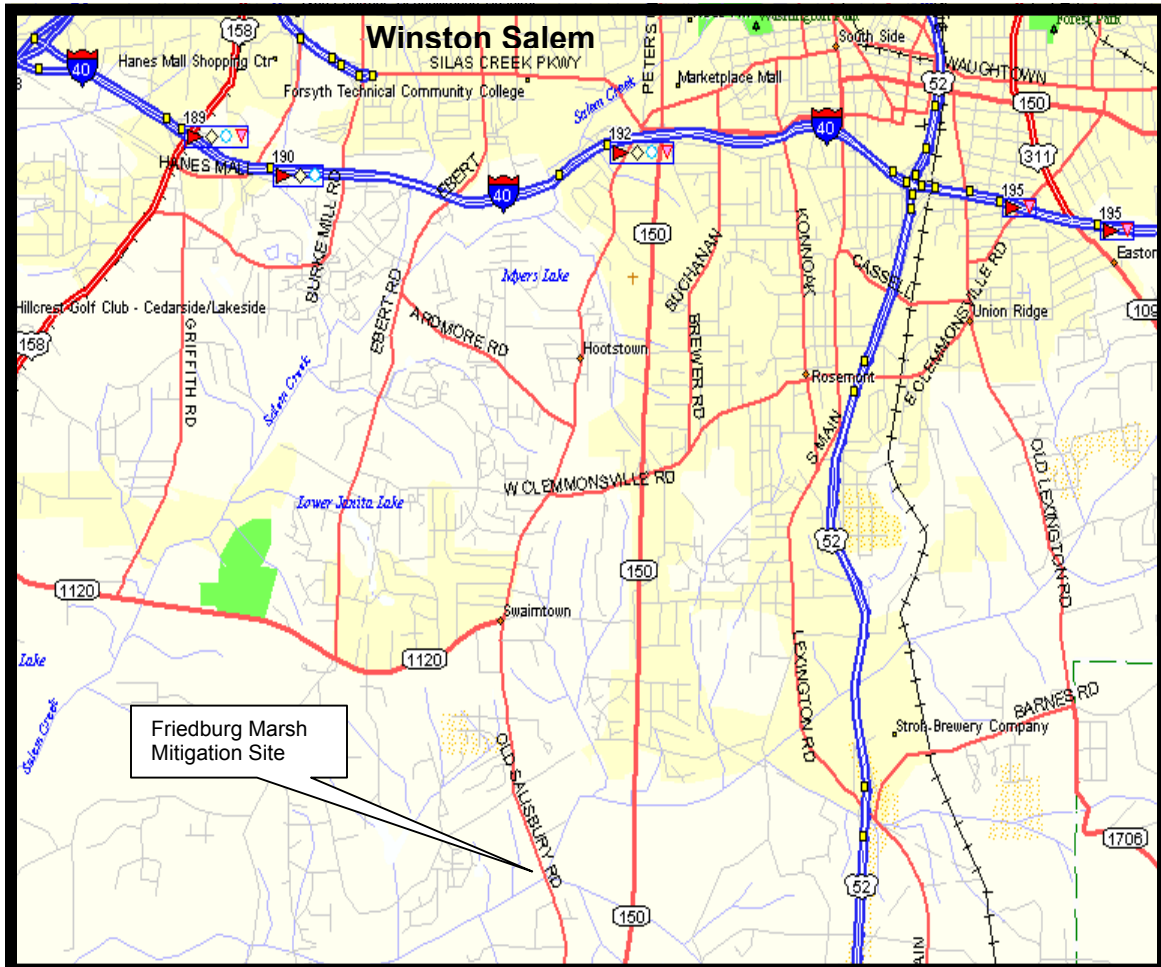 Winston Salem
158
Hanes Mall Shopping Ctr
40
SILAS CREEK PKWY
Forsyth Technical Community College
PETER'S
Marketplace Mall
South Side
Forest Park
52
WAUGHTOWN
150
311
Salem Creek
189
HANES MALL
190
192
40
40
195
195
Easton
109
BURKE MILL RD
EBERT
EBERT RD
Myers Lake
150
BUCHANAN
KONNOAK
CASSELL
E CLEMMONSVILLE RD
Union Ridge
Hillcrest Golf Club - Cedarside/Lakeside
158
GRIFFITH RD
ARDMORE RD
Hootstown
BREWER RD
Rosemont
Salem Creek
S MAIN
OLD LEXINGTON RD
W CLEMMONSVILLE RD
Lower Janita Lake
52
1120
150
Swaimtown
1120
Lake
Salem Creek
LEXINGTON RD
BARNES RD
Stroh Brewery Company
Friedburg Marsh
Mitigation Site
OLD SALISBURY RD
1706
52
150
AIN